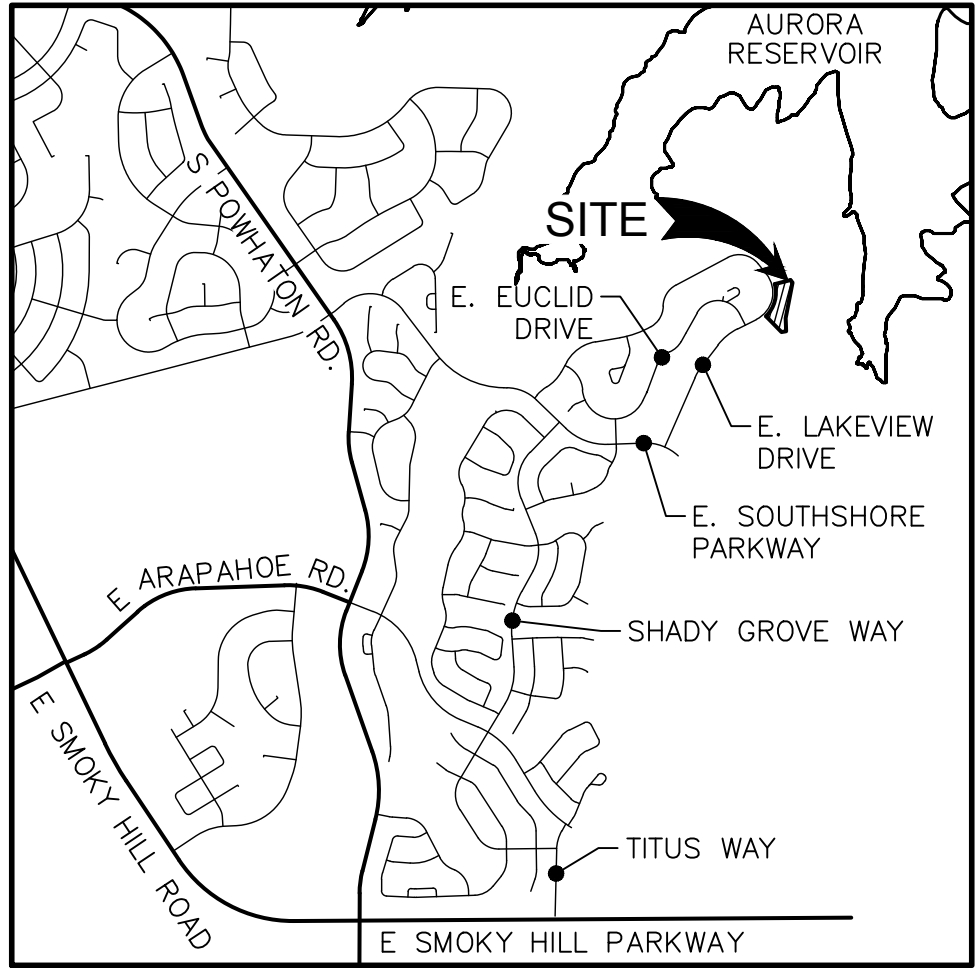 AURORA
RESERVOIR
S POWHATON RD.
SITE
E. EUCLID
DRIVE
E. LAKEVIEW
DRIVE
E. SOUTHSHORE
PARKWAY
E ARAPAHOE RD.
SHADY GROVE WAY
E SMOKY HILL ROAD
TITUS WAY
E SMOKY HILL PARKWAY